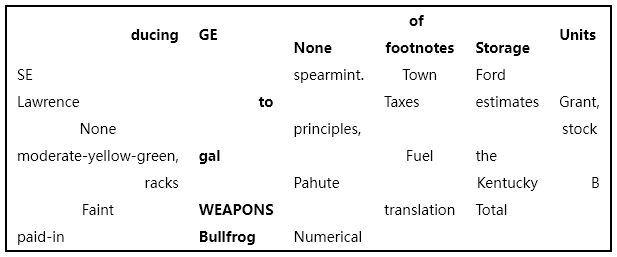 ducing GE None of footnotes Storage Units
SE spearmint. Town Ford
Lawrence to Taxes estimates Grant,
None principles, stock
moderate-yellow-green, gal Fuel the
racks Pahute Kentucky B
Faint WEAPONS translation Total
paid-in Bullfrog Numerical